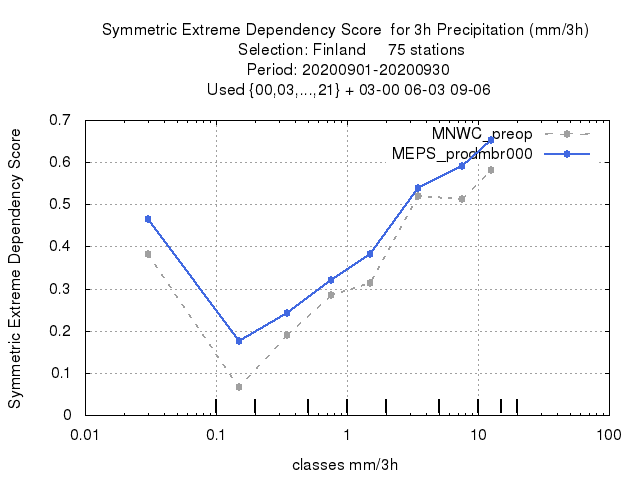 Symmetric Extreme Dependency Score  for 3h Precipitation (mm/3h)
Selection: Finland     75 stations
Period: 20200901-20200930
Used {00,03,...,21} + 03-00 06-03 09-06
MNWC_preop
MEPS_prodmbr000
Symmetric Extreme Dependency Score
0.7
0.6
0.5
0.4
0.3
0.2
0.1
0
0.01
0.1
1
10
100
classes mm/3h